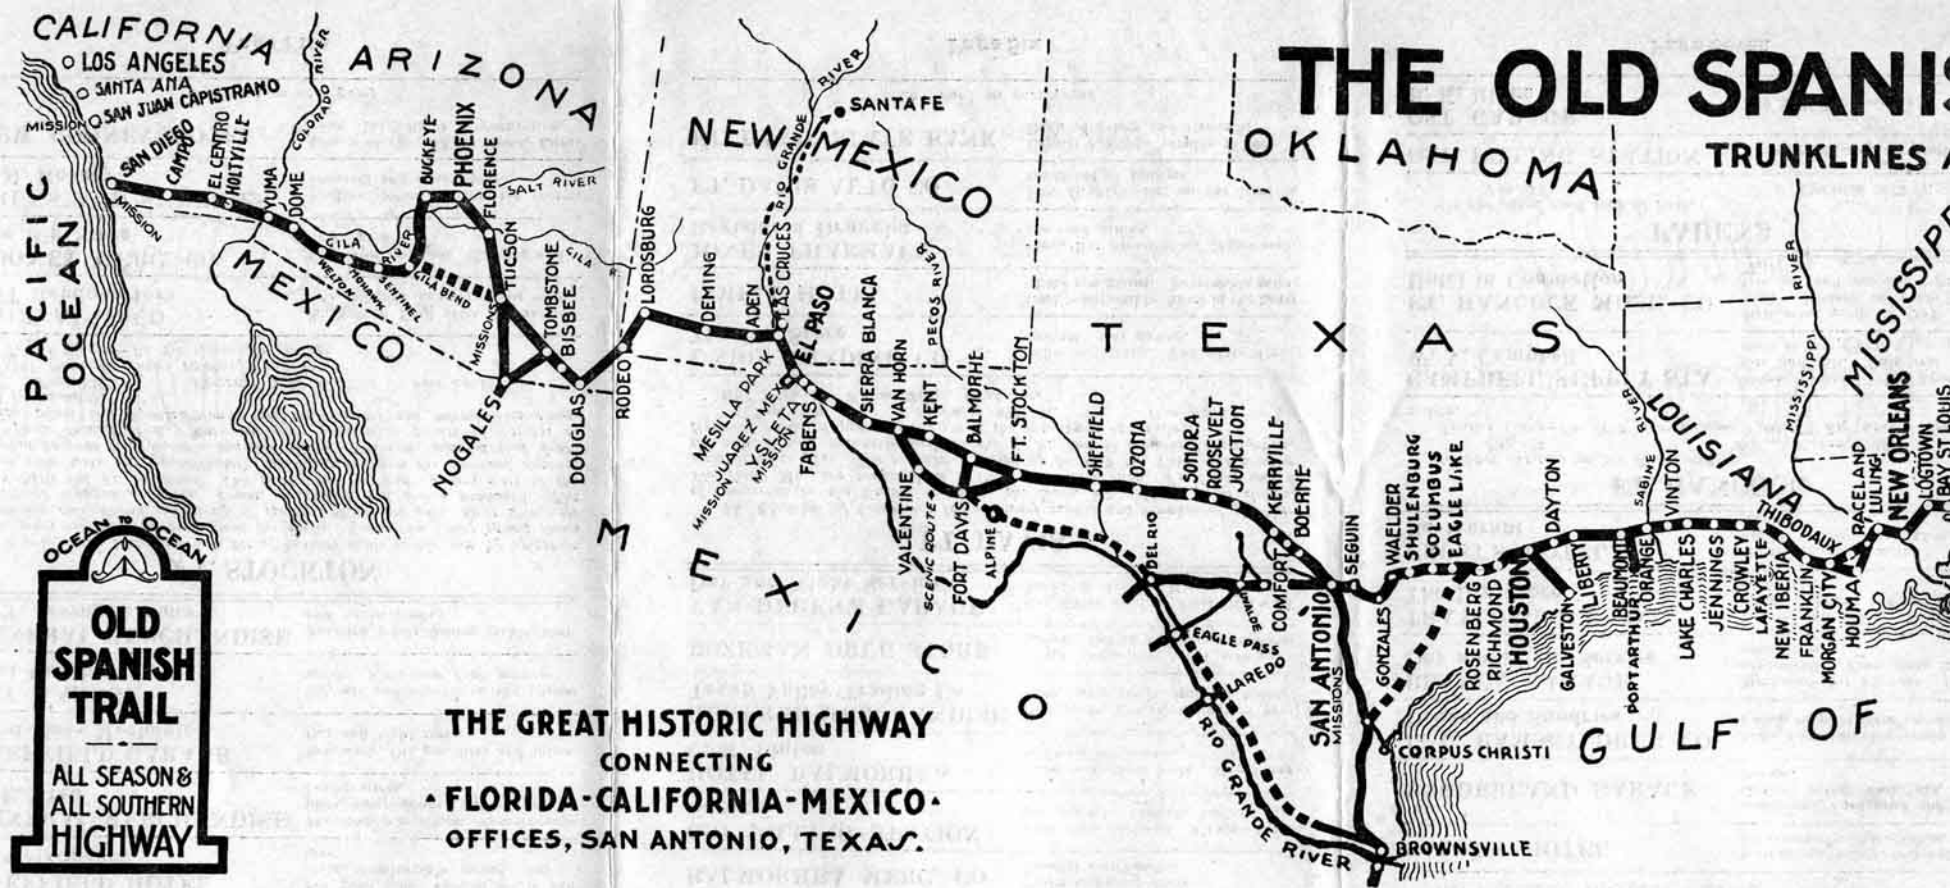 THE OLD SPANIS
TRUNKLINES
CALIFORNIA
LOS ANGELES
SANTA ANA
SAN JUAN CAPISTRANO
MISSION
SAN DIEGO
MISSION
CAMPO
EL CENTRO
HOLTVILLE
COLORADO RIVER
YUMA
DOME
ARIZONA
BUCKEYE
PHOENIX
FLORENCE
SALT RIVER
GILA RIVER
GILA R.
WELTON
MOHAWK
SENTINEL
GILA BEND
TUCSON
MISSIONS
TOMBSTONE
BISBEE
NOGALES
DOUGLAS
RODEO
LORDSBURG
DEMING
ADEN
LAS CRUCES
NEW MEXICO
SANTA FE
RIO GRANDE RIVER
PECOS RIVER
MESILLA PARK
EL PASO
JUAREZ MEX.
MISSION
YSLETA
MISSION
FABENS
SIERRA BLANCA
VAN HORN
KENT
BALMORHE
FT. STOCKTON
VALENTINE
SCENIC ROUTE
FORT DAVIS
ALPINE
SHEFFIELD
OZONA
SONORA
ROOSEVELT
JUNCTION
KERRVILLE
BOERNE
COMFORT
DEL RIO
UVALDE
EAGLE PASS
LAREDO
RIO GRANDE RIVER
SAN ANTONIO
MISSIONS
SEGUIN
GONZALES
WAELDER
SHULENBURG
COLUMBUS
EAGLE LAKE
ROSENBERG
RICHMOND
HOUSTON
DAYTON
GALVESTON
LIBERTY
BEAUMONT
PORT ARTHUR
ORANGE
CORPUS CHRISTI
BROWNSVILLE
OKLAHOMA
TEXAS
SABINE RIVER
VINTON
LOUISIANA
LAKE CHARLES
JENNINGS
CROWLEY
LAFAYETTE
NEW IBERIA
FRANKLIN
MORGAN CITY
HOUMA
THIBODAUX
RACELAND
LULING
NEW ORLEANS
LOGTOWN
BAY ST LOUIS
MISSISSIPPI RIVER
MISSISSIPP
GULF OF
PACIFIC OCEAN
MEXICO
MEXICO
OCEAN TO OCEAN
OLD
SPANISH
TRAIL
ALL SEASON &
ALL SOUTHERN
HIGHWAY
THE GREAT HISTORIC HIGHWAY
CONNECTING
· FLORIDA-CALIFORNIA-MEXICO ·
OFFICES, SAN ANTONIO, TEXAS.